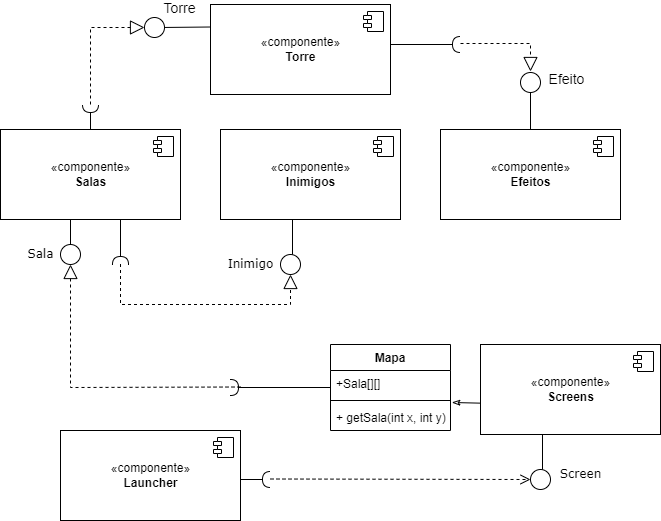 Torre
«componente»
Torre
Efeito
«componente»
Salas
«componente»
Inimigos
«componente»
Efeitos
Sala
Inimigo
Mapa
+Sala[][]
+ getSala(int x, int y)
«componente»
Screens
«componente»
Launcher
Screen